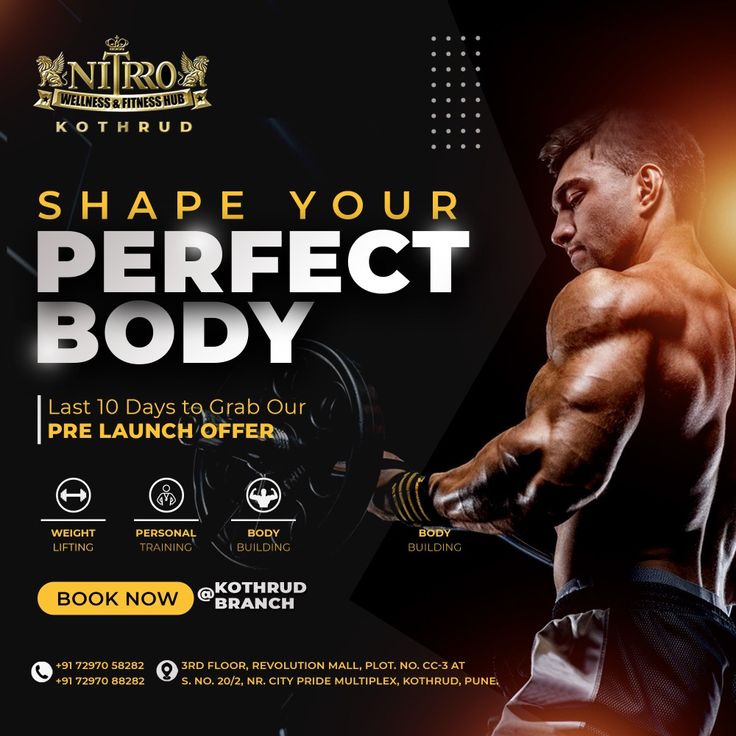 NITRRO
WELLNESS & FITNESS HUB
KOTHRUD
SHAPE YOUR
PERFECT
BODY
Last 10 Days to Grab Our
PRE LAUNCH OFFER
WEIGHT
LIFTING
PERSONAL
TRAINING
BODY
BUILDING
BODY
BUILDING
BOOK NOW
@KOTHRUD
BRANCH
+91 72970 58282
+91 72970 88282
3RD FLOOR, REVOLUTION MALL, PLOT. NO. CC-3 AT
S. NO. 20/2, NR. CITY PRIDE MULTIPLEX, KOTHRUD, PUNE.